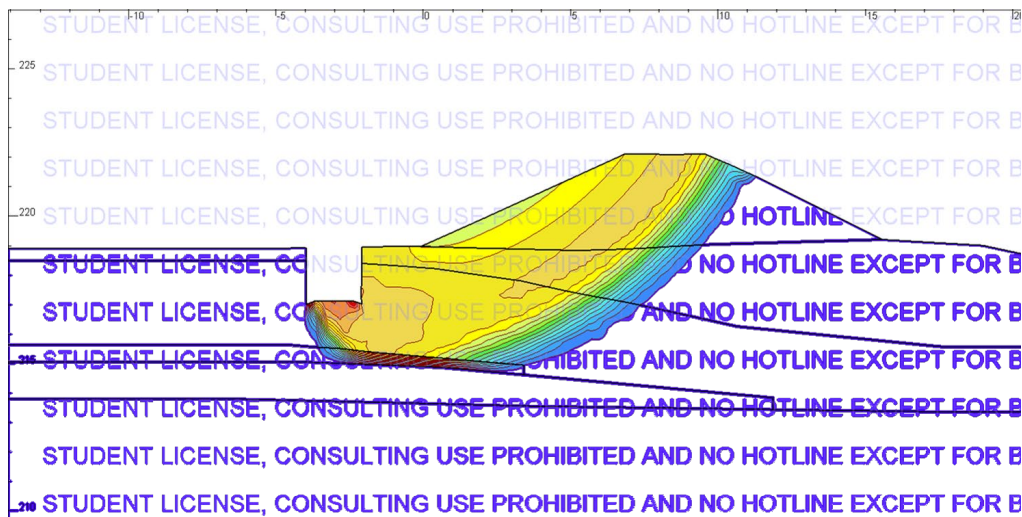 -10 -5 0 5 10 15 20
STUDENT LICENSE, CONSULTING USE PROHIBITED AND NO HOTLINE EXCEPT FOR B
225
STUDENT LICENSE, CONSULTING USE PROHIBITED AND NO HOTLINE EXCEPT FOR B
STUDENT LICENSE, CONSULTING USE PROHIBITED AND NO HOTLINE EXCEPT FOR B
STUDENT LICENSE, CONSULTING USE PROHIBITED AND NO HOTLINE EXCEPT FOR B
220 STUDENT LICENSE, CONSULTING USE PROHIBITED NO HOTLINE EXCEPT FOR B
STUDENT LICENSE, CONSULTING USE PROHIBITED AND NO HOTLINE EXCEPT FOR B
STUDENT LICENSE, CONSULTING USE PROHIBITED AND NO HOTLINE EXCEPT FOR B
215 STUDENT LICENSE, PROHIBITED AND NO HOTLINE EXCEPT FOR B
STUDENT LICENSE, CONSULTING USE PROHIBITED AND NO HOTLINE EXCEPT FOR B
STUDENT LICENSE, CONSULTING USE PROHIBITED AND NO HOTLINE EXCEPT FOR B
210 STUDENT LICENSE, CONSULTING USE PROHIBITED AND NO HOTLINE EXCEPT FOR B